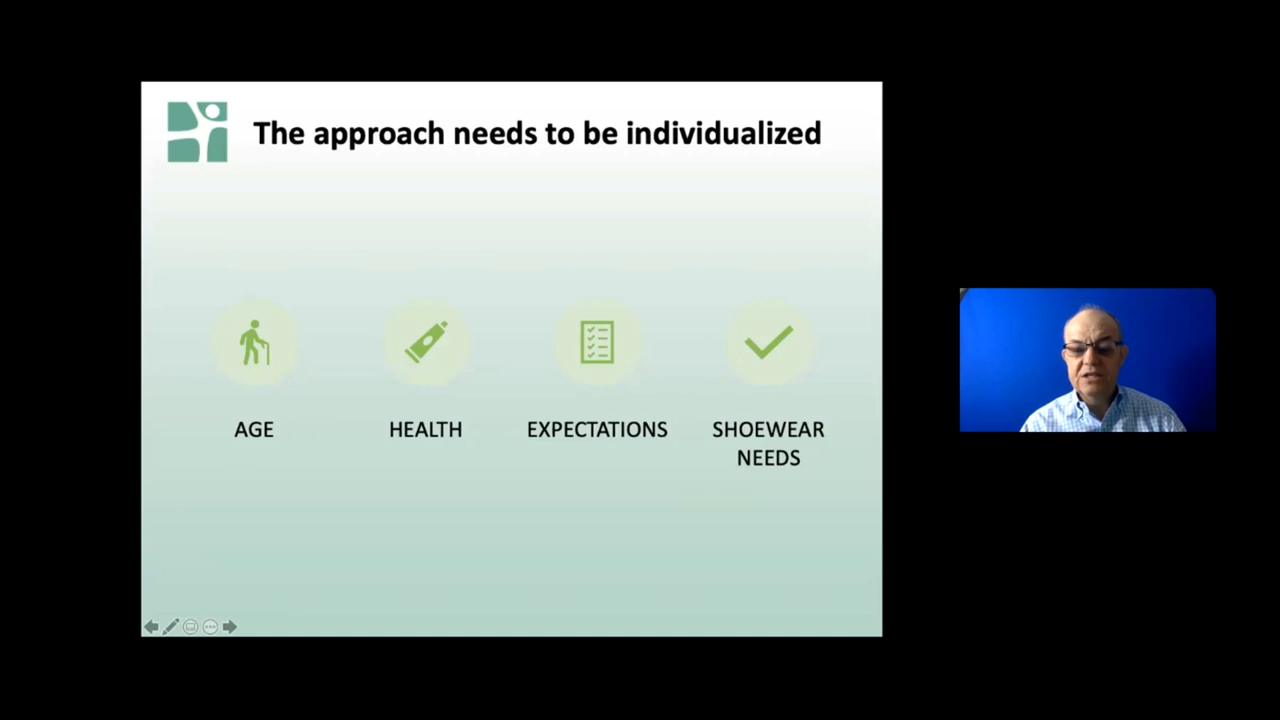 The approach needs to be individualized
AGE
HEALTH
EXPECTATIONS
SHOEWEAR
NEEDS